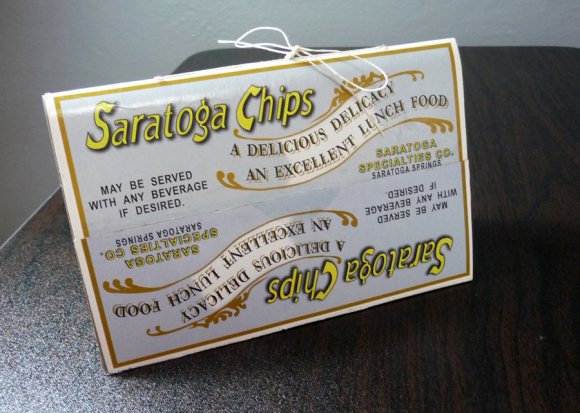 Saratoga Chips
A DELICIOUS DELICACY
AN EXCELLENT LUNCH FOOD
MAY BE SERVED
WITH ANY BEVERAGE
IF DESIRED.
SARATOGA
SPECIALTIES CO.
SARATOGA SPRINGS
Saratoga Chips
A DELICIOUS DELICACY
AN EXCELLENT LUNCH FOOD
MAY BE SERVED
WITH ANY BEVERAGE
IF DESIRED.
SARATOGA
SPECIALTIES CO.
SARATOGA SPRINGS